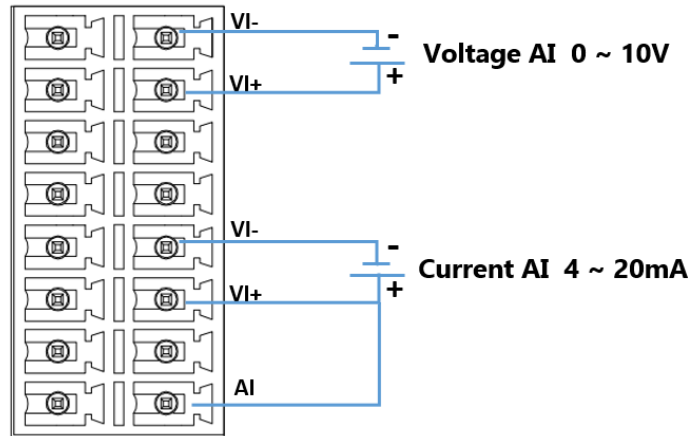 VI-
- Voltage AI 0 ~ 10V
VI+ +
VI-
- Current AI 4 ~ 20mA
VI+ +
AI